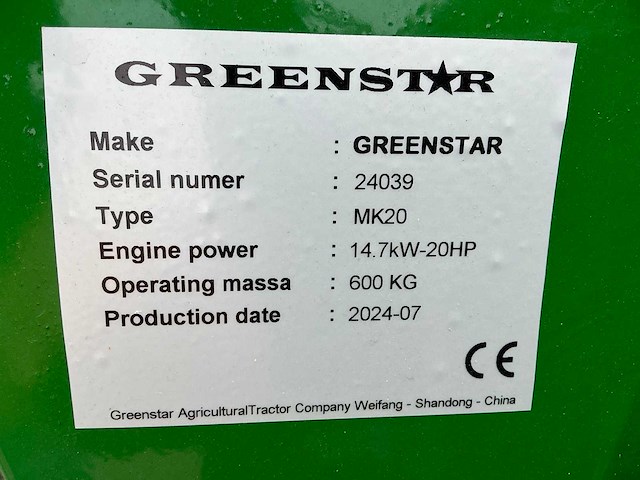 GREENSTAR
Make : GREENSTAR
Serial numer : 24039
Type : MK20
Engine power : 14.7kW-20HP
Operating massa : 600 KG
Production date : 2024-07
CE
Greenstar AgriculturalTractor Company Weifang - Shandong - China